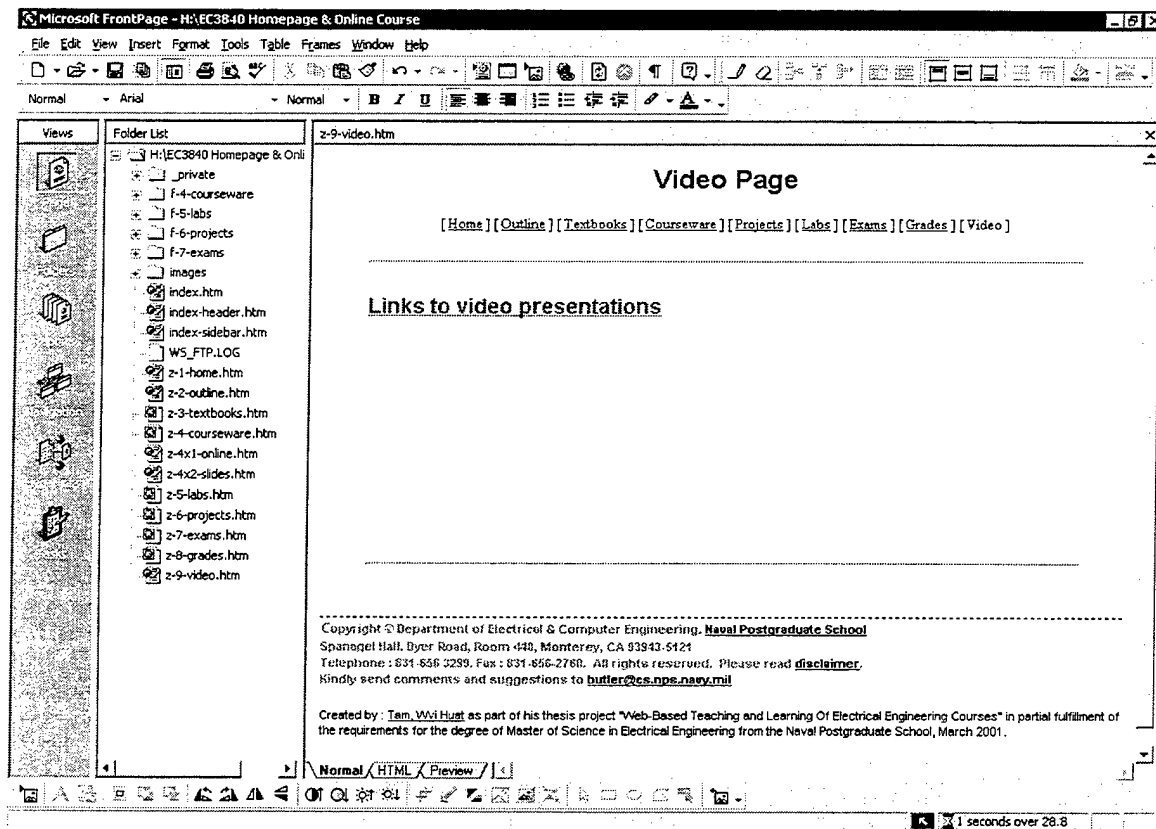 Microsoft FrontPage - H:\EC3840 Homepage & Online Course
File Edit View Insert Format Tools Table Frames Window Help
Normal Arial Normal B I U A
Views
Folder List
z-9-video.htm
H:\EC3840 Homepage & Onli
_private
f-4-courseware
f-5-labs
f-6-projects
f-7-exams
images
index.htm
index-header.htm
index-sidebar.htm
WS_FTP.LOG
z-1-home.htm
z-2-outline.htm
z-3-textbooks.htm
z-4-courseware.htm
z-4x1-online.htm
z-4x2-slides.htm
z-5-labs.htm
z-6-projects.htm
z-7-exams.htm
z-8-grades.htm
z-9-video.htm
Video Page
[ Home ] [ Outline ] [ Textbooks ] [ Courseware ] [ Projects ] [ Labs ] [ Exams ] [ Grades ] [ Video ]
Links to video presentations
Copyright © Department of Electrical & Computer Engineering, Naval Postgraduate School
Spanagel Hall, Dyer Road, Room 448, Monterey, CA 93943-5121
Telephone : 831-656-3299, Fax : 831-656-2760. All rights reserved. Please read disclaimer.
Kindly send comments and suggestions to butler@cs.nps.navy.mil
Created by : Tam, Wei Huat as part of his thesis project "Web-Based Teaching and Learning Of Electrical Engineering Courses" in partial fulfillment of
the requirements for the degree of Master of Science in Electrical Engineering from the Naval Postgraduate School, March 2001.
Normal HTML Preview
1 seconds over 28.8